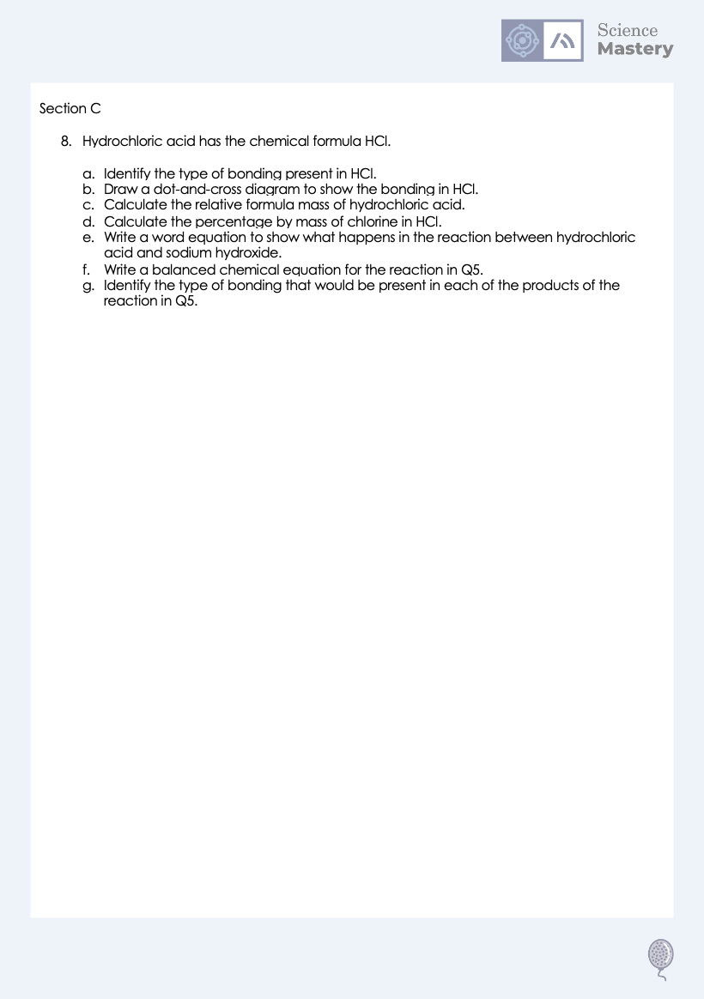 Science
Mastery
Section C
8. Hydrochloric acid has the chemical formula HCl.
a. Identify the type of bonding present in HCl.
b. Draw a dot-and-cross diagram to show the bonding in HCl.
c. Calculate the relative formula mass of hydrochloric acid.
d. Calculate the percentage by mass of chlorine in HCl.
e. Write a word equation to show what happens in the reaction between hydrochloric
acid and sodium hydroxide.
f. Write a balanced chemical equation for the reaction in Q5.
g. Identify the type of bonding that would be present in each of the products of the
reaction in Q5.